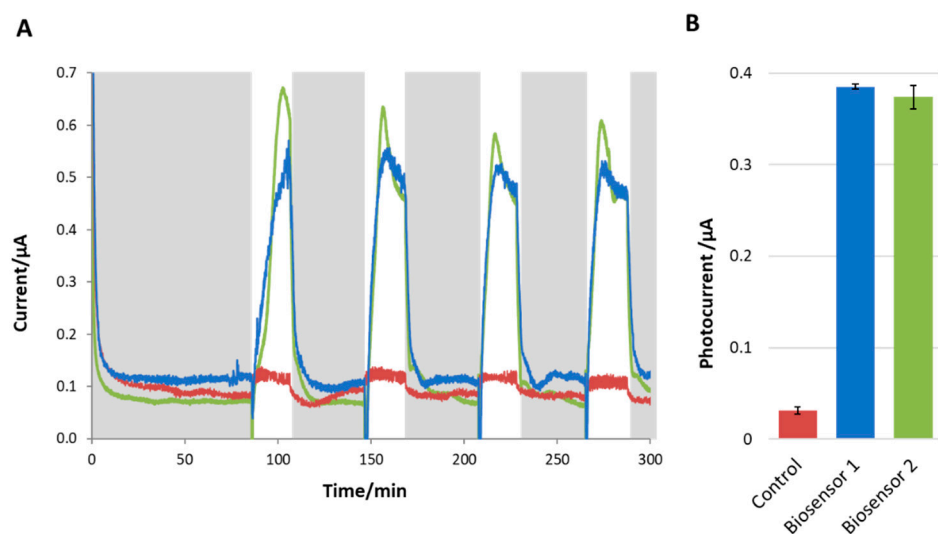 A
Current/µA
0.7
0.6
0.5
0.4
0.3
0.2
0.1
0.0
0 50 100 150 200 250 300
Time/min
B
Photocurrent /µA
0.4
0.3
0.2
0.1
0
Control
Biosensor 1
Biosensor 2